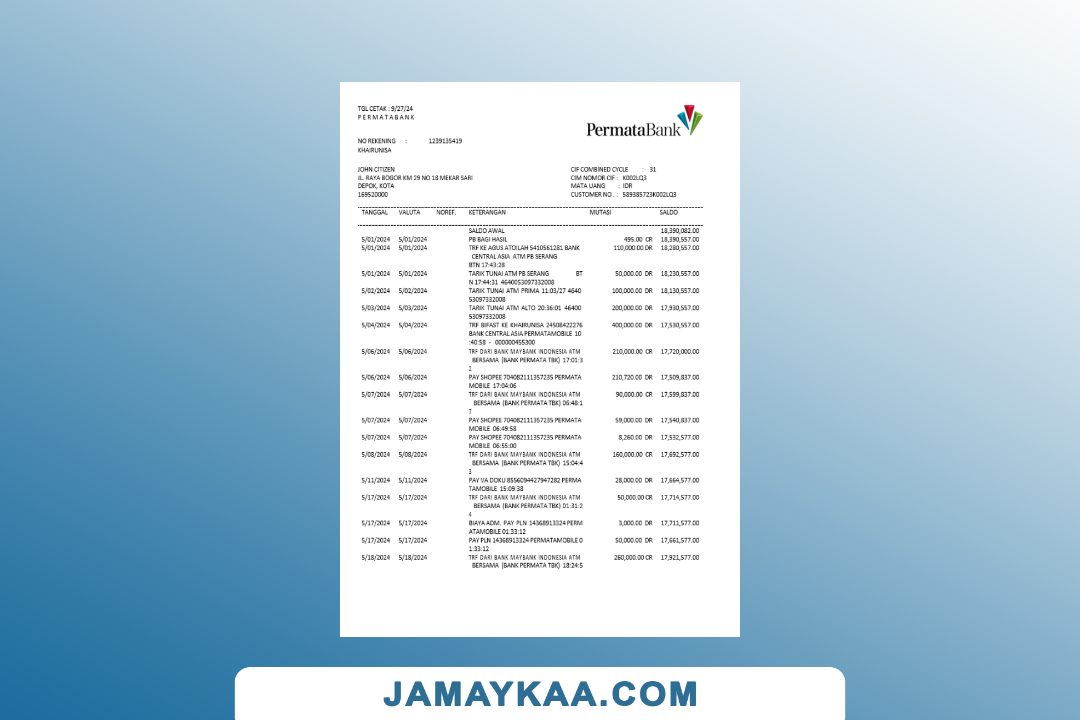 TGL CETAK : 9/27/24
PERMATABANK
PermataBank
NO REKENING : 1239135419
KHAIRUNISA
JOHN CITIZEN
JL. RAYA BOGOR KM 29 NO 18 MEKAR SARI
DEPOK, KOTA
169520000
CIF COMBINED CYCLE : 31
CIM NOMOR CIF : K002LQ3
MATA UANG : IDR
CUSTOMER NO . : 589385723K002LQ3
TANGGAL VALUTA NOREF. KETERANGAN MUTASI SALDO
SALDO AWAL 18,390,082.00
5/01/2024 5/01/2024 PB BAGI HASIL 495.00 CR 18,390,557.00
5/01/2024 5/01/2024 TRF KE AGUS ATOILAH 5410561281 BANK 110,000.00 DR 18,280,557.00
CENTRAL ASIA ATM PB SERANG
BTN 17:43:28
5/01/2024 5/01/2024 TARIK TUNAI ATM PB SERANG BT 50,000.00 DR 18,230,557.00
N 17:44:31 4640053097332008
5/02/2024 5/02/2024 TARIK TUNAI ATM PRIMA 11:03/27 4640 100,000.00 DR 18,130,557.00
53097332008
5/03/2024 5/03/2024 TARIK TUNAI ATM ALTO 20:36:01 46400 200,000.00 DR 17,930,557.00
53097332008
5/04/2024 5/04/2024 TRF BIFAST KE KHAIRUNISA 24508422276 400,000.00 DR 17,530,557.00
BANK CENTRAL ASIA PERMATAMOBILE 10
:40:58 - 000000455300
5/06/2024 5/06/2024 TRF DARI BANK MAYBANK INDONESIA ATM 210,000.00 CR 17,720,000.00
BERSAMA (BANK PERMATA TBK) 17:01:3
1
5/06/2024 5/06/2024 PAY SHOPEE 704082111357235 PERMATA 210,720.00 DR 17,509,837.00
MOBILE 17:04:06
5/07/2024 5/07/2024 TRF DARI BANK MAYBANK INDONESIA ATM 90,000.00 CR 17,599,837.00
BERSAMA (BANK PERMATA TBK) 06:48:1
7
5/07/2024 5/07/2024 PAY SHOPEE 704082111357235 PERMATA 59,000.00 DR 17,540,837.00
MOBILE 06:49:58
5/07/2024 5/07/2024 PAY SHOPEE 704082111357235 PERMATA 8,260.00 DR 17,532,577.00
MOBILE 06:55:00
5/08/2024 5/08/2024 TRF DARI BANK MAYBANK INDONESIA ATM 160,000.00 CR 17,692,577.00
BERSAMA (BANK PERMATA TBK) 15:04:4
3
5/11/2024 5/11/2024 PAY VA DOKU 8556094427947282 PERMA 28,000.00 DR 17,664,577.00
TAMOBILE 15:09:38
5/17/2024 5/17/2024 TRF DARI BANK MAYBANK INDONESIA ATM 50,000.00 CR 17,714,577.00
BERSAMA (BANK PERMATA TBK) 01:31:2
4
5/17/2024 5/17/2024 BIAYA ADM. PAY PLN 14368913324 PERM 3,000.00 DR 17,711,577.00
ATAMOBILE 01:33:12
5/17/2024 5/17/2024 PAY PLN 14368913324 PERMATAMOBILE 0 50,000.00 DR 17,661,577.00
1:33:12
5/18/2024 5/18/2024 TRF DARI BANK MAYBANK INDONESIA ATM 260,000.00 CR 17,921,577.00
BERSAMA (BANK PERMATA TBK) 18:24:5
JAMAYKAA.COM